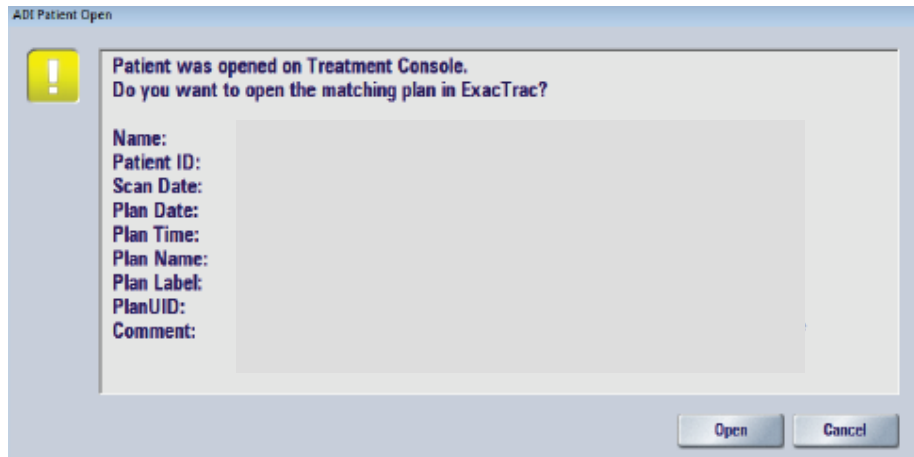 ADI Patient Open
Patient was opened on Treatment Console.
Do you want to open the matching plan in ExacTrac?
Name:
Patient ID:
Scan Date:
Plan Date:
Plan Time:
Plan Name:
Plan Label:
PlanUID:
Comment:
Open Cancel